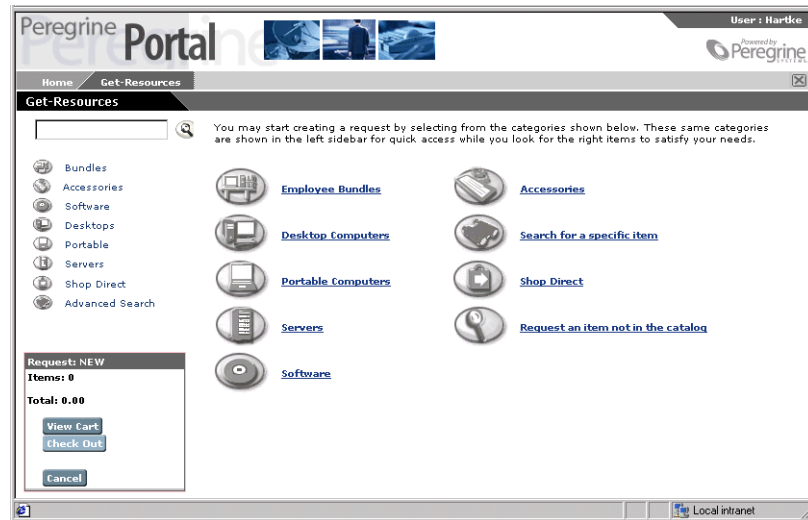 Peregrine Portal
User : Hartke
Powered by
Peregrine
SYSTEMS
Home Get-Resources
Get-Resources
You may start creating a request by selecting from the categories shown below. These same categories
are shown in the left sidebar for quick access while you look for the right items to satisfy your needs.
Bundles
Accessories
Software
Desktops
Portable
Servers
Shop Direct
Advanced Search
Employee Bundles
Accessories
Desktop Computers
Search for a specific item
Portable Computers
Shop Direct
Servers
Request an item not in the catalog
Software
Request: NEW
Items: 0
Total: 0.00
View Cart
Check Out
Cancel
Local intranet